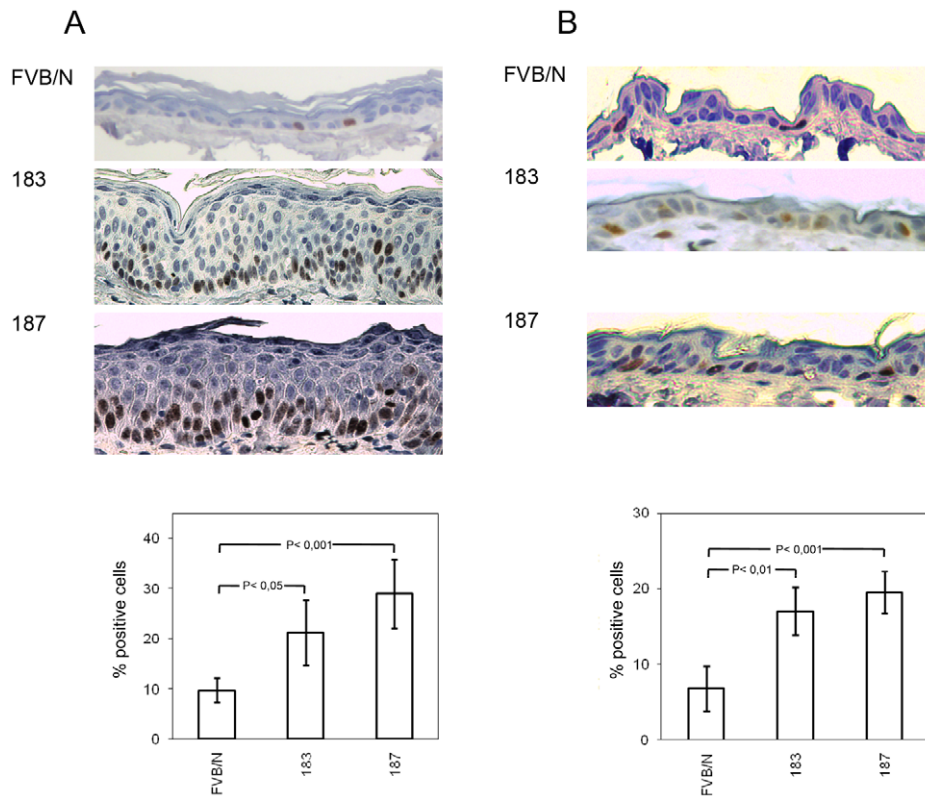 A
FVB/N
183
187
% positive cells
40
30
20
10
0
P< 0,001
P< 0,05
FVB/N
183
187
B
FVB/N
183
187
% positive cells
30
20
10
0
P< 0,001
P< 0,01
FVB/N
183
187